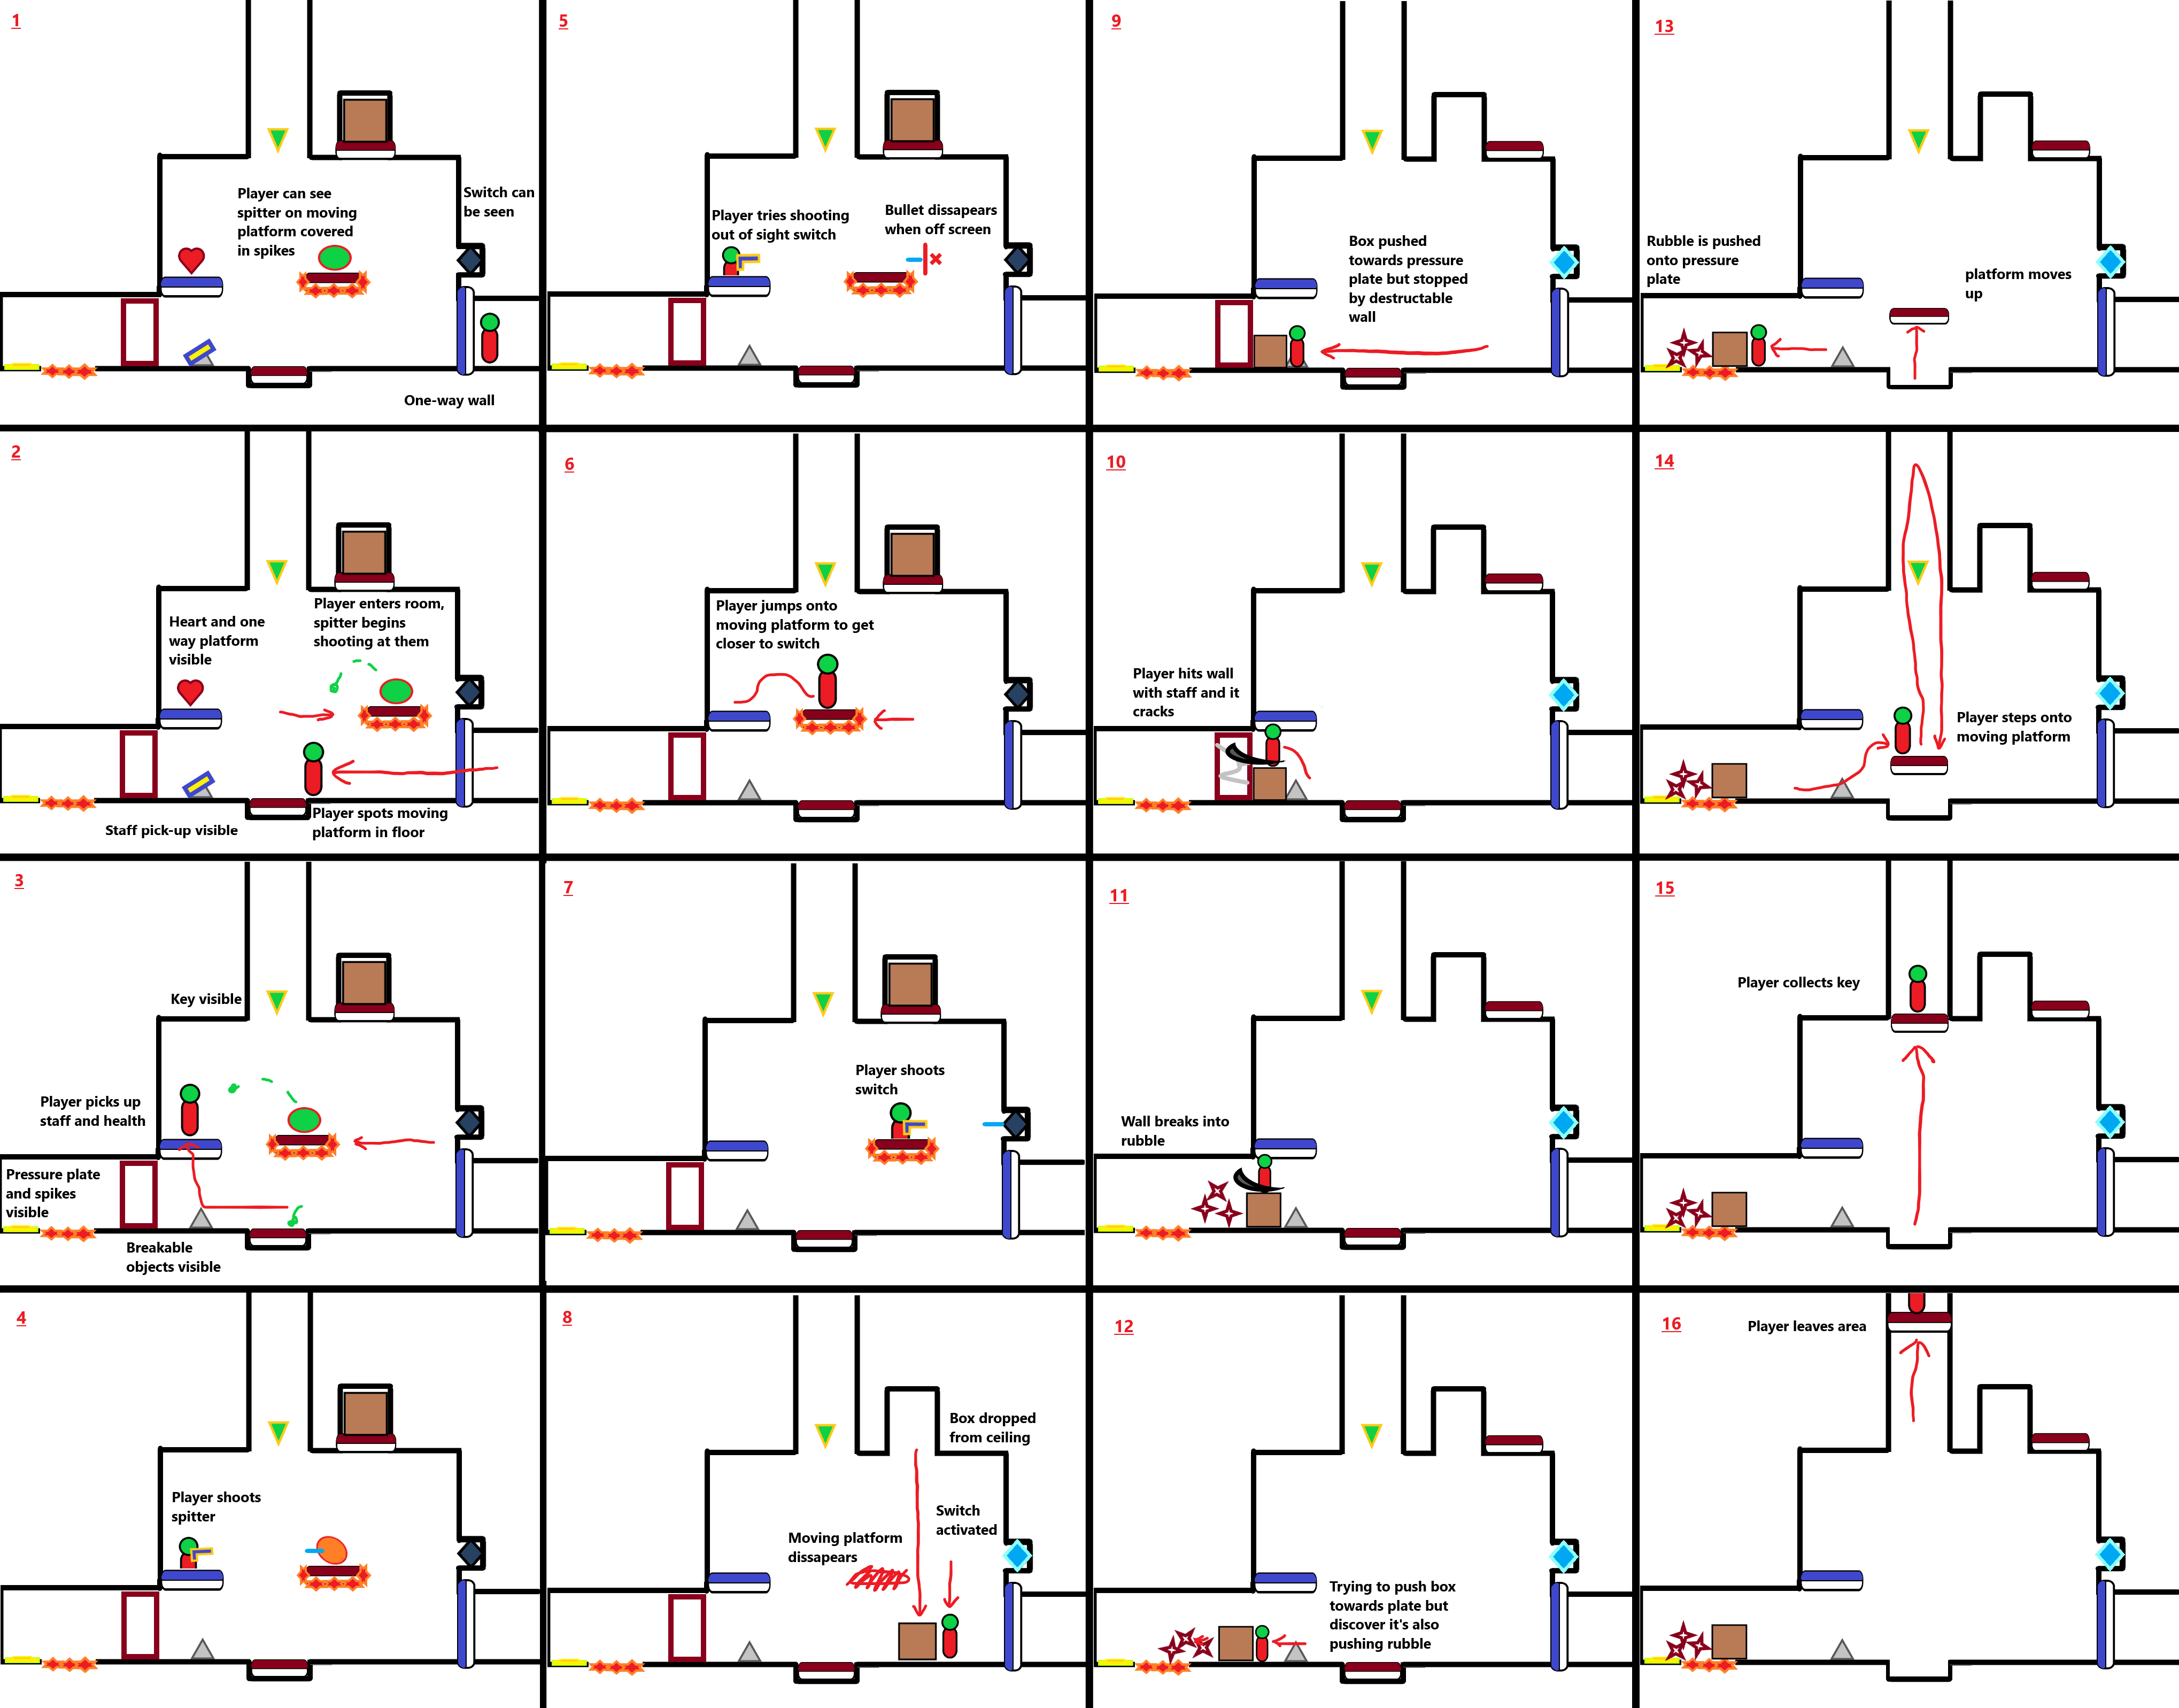 1
Player can see
spitter on moving
platform covered
in spikes
Switch can
be seen
One-way wall
2
Heart and one
way platform
visible
Player enters room,
spitter begins
shooting at them
Staff pick-up visible
Player spots moving
platform in floor
3
Key visible
Player picks up
staff and health
Pressure plate
and spikes
visible
Breakable
objects visible
4
Player shoots
spitter
5
Player tries shooting
out of sight switch
Bullet dissapears
when off screen
6
Player jumps onto
moving platform to get
closer to switch
7
Player shoots
switch
8
Box dropped
from ceiling
Switch
activated
Moving platform
dissapears
9
Box pushed
towards pressure
plate but stopped
by destructable
wall
10
Player hits wall
with staff and it
cracks
11
Wall breaks into
rubble
12
Trying to push box
towards plate but
discover it's also
pushing rubble
13
Rubble is pushed
onto pressure
plate
platform moves
up
14
Player steps onto
moving platform
15
Player collects key
16
Player leaves area